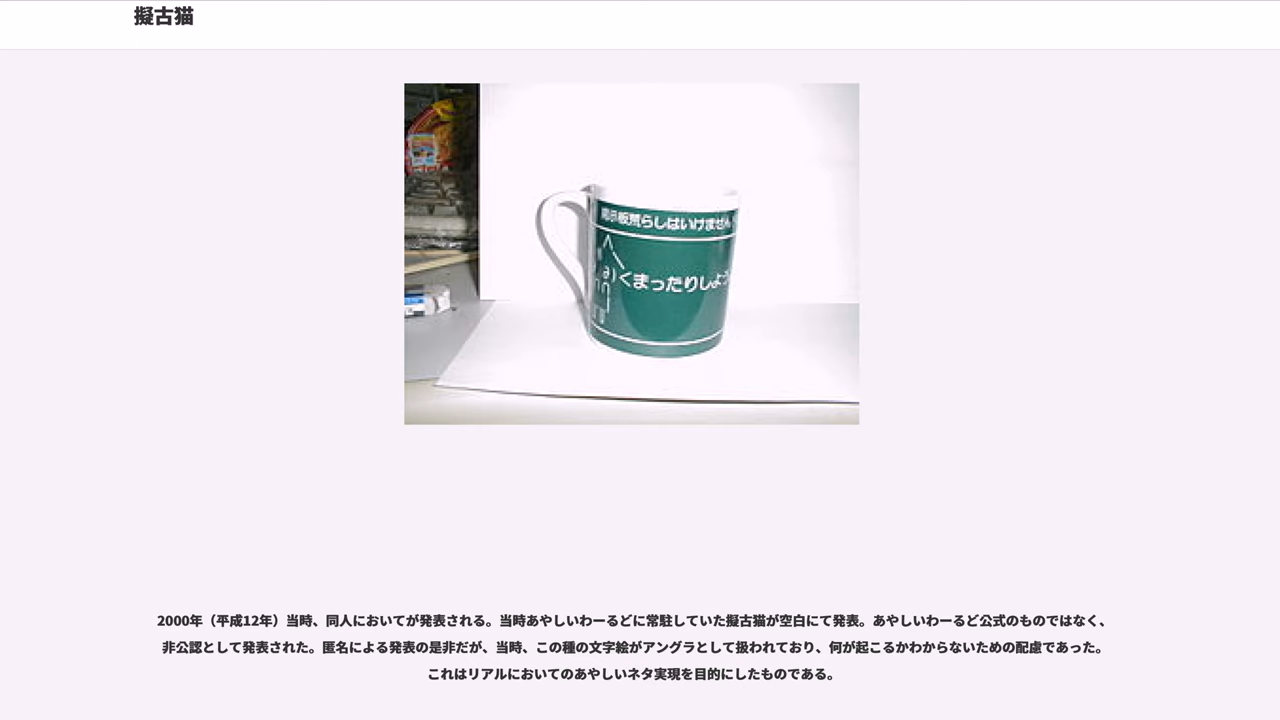 擬古猫
掲示板荒らしはいけません
くまったりしよう
2000年（平成12年）当時、同人においてが発表される。当時あやしいわーるどに常駐していた擬古猫が空白にて発表。あやしいわーるど公式のものではなく、
非公認として発表された。匿名による発表の是非だが、当時、この種の文字絵がアングラとして扱われており、何が起こるかわからないための配慮であった。
これはリアルにおいてのあやしいネタ実現を目的にしたものである。